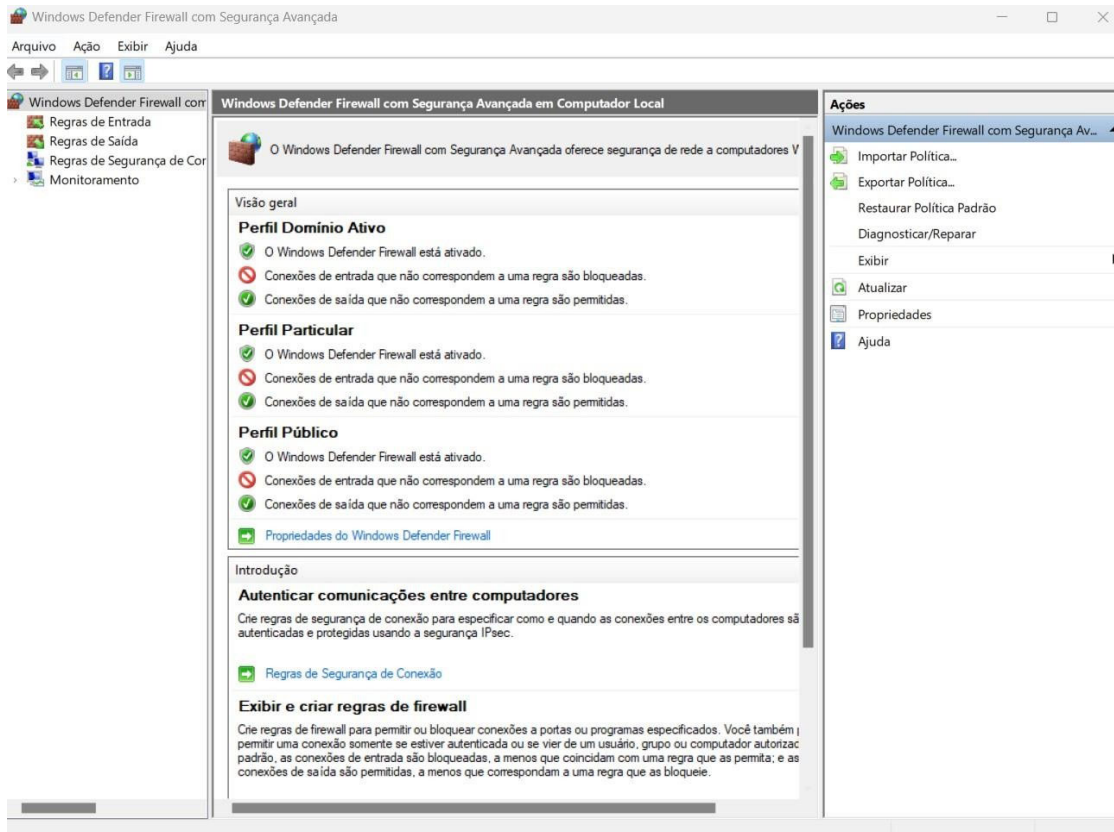 Windows Defender Firewall com Segurança Avançada
Arquivo Ação Exibir Ajuda
Windows Defender Firewall com
Regras de Entrada
Regras de Saída
Regras de Segurança de Cor
Monitoramento
Windows Defender Firewall com Segurança Avançada em Computador Local
O Windows Defender Firewall com Segurança Avançada oferece segurança de rede a computadores W
Visão geral
Perfil Domínio Ativo
O Windows Defender Firewall está ativado.
Conexões de entrada que não correspondem a uma regra são bloqueadas.
Conexões de saída que não correspondem a uma regra são permitidas.
Perfil Particular
O Windows Defender Firewall está ativado.
Conexões de entrada que não correspondem a uma regra são bloqueadas.
Conexões de saída que não correspondem a uma regra são permitidas.
Perfil Público
O Windows Defender Firewall está ativado.
Conexões de entrada que não correspondem a uma regra são bloqueadas.
Conexões de saída que não correspondem a uma regra são permitidas.
Propriedades do Windows Defender Firewall
Introdução
Autenticar comunicações entre computadores
Crie regras de segurança de conexão para especificar como e quando as conexões entre os computadores sã
autenticadas e protegidas usando a segurança IPsec.
Regras de Segurança de Conexão
Exibir e criar regras de firewall
Crie regras de firewall para permitir ou bloquear conexões a portas ou programas especificados. Você também p
permitir uma conexão somente se estiver autenticada ou se vier de um usuário, grupo ou computador autorizad
padrão, as conexões de entrada são bloqueadas, a menos que coincidam com uma regra que as permita; e as
conexões de saída são permitidas, a menos que correspondam a uma regra que as bloqueie.
Ações
Windows Defender Firewall com Segurança Av...
Importar Política...
Exportar Política...
Restaurar Política Padrão
Diagnosticar/Reparar
Exibir
Atualizar
Propriedades
Ajuda